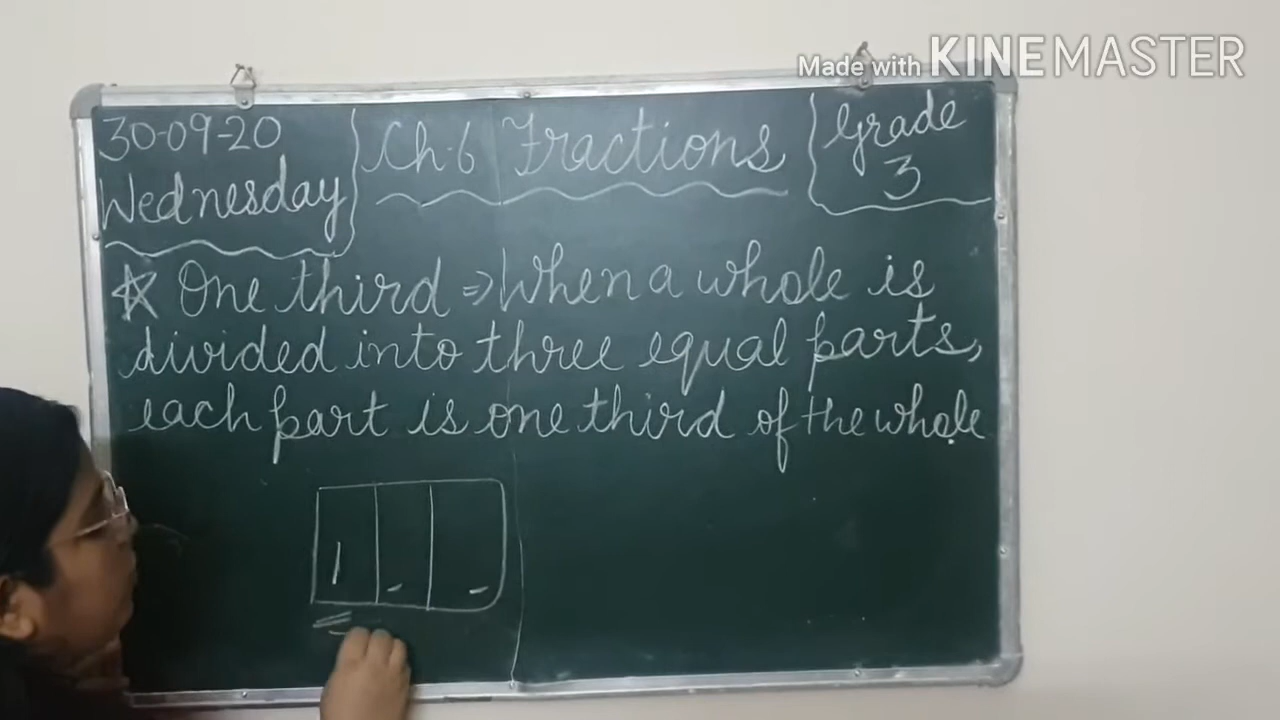 Made with KINEMASTER
30-09-20
Wednesday
Ch.6 Fractions
Grade
3
☆ One third ⇒ When a whole is
divided into three equal parts,
each part is one third of the whole.